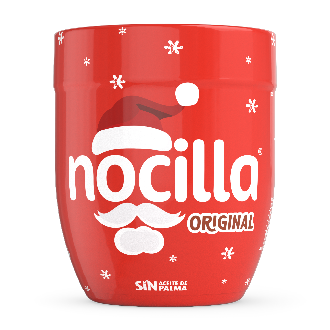 nocilla
ORIGINAL
SIN ACEITE DE
PALMA